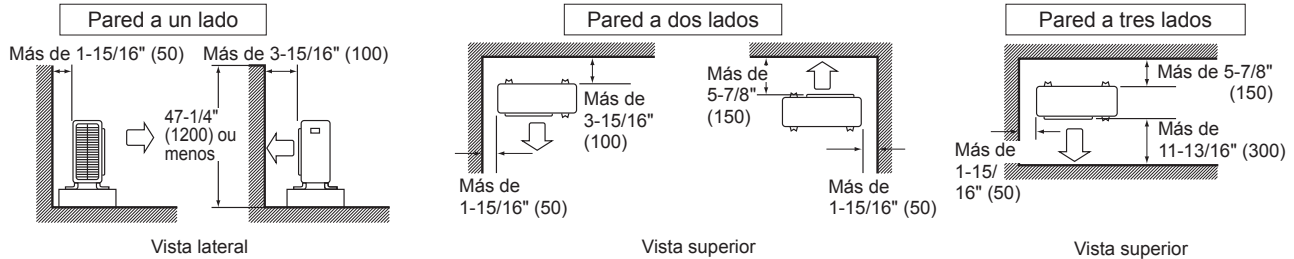 Pared a un lado
Más de 1-15/16" (50)
Más de 3-15/16" (100)
47-1/4"
(1200) ou
menos
Vista lateral
Pared a dos lados
Más de
3-15/16"
(100)
Más de
1-15/16" (50)
Más de
5-7/8"
(150)
Más de
1-15/16" (50)
Vista superior
Pared a tres lados
Más de 5-7/8"
(150)
Más de
11-13/16" (300)
Más de
1-15/
16" (50)
Vista superior